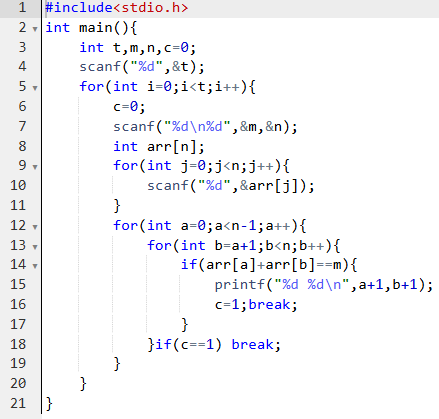 1 #include<stdio.h>
2 int main(){
3     int t,m,n,c=0;
4     scanf("%d",&t);
5     for(int i=0;i<t;i++){
6         c=0;
7         scanf("%d\n%d",&m,&n);
8         int arr[n];
9         for(int j=0;j<n;j++){
10             scanf("%d",&arr[j]);
11         }
12         for(int a=0;a<n-1;a++){
13             for(int b=a+1;b<n;b++){
14                 if(arr[a]+arr[b]==m){
15                     printf("%d %d\n",a+1,b+1);
16                     c=1;break;
17                 }
18             }if(c==1) break;
19         }
20     }
21 }